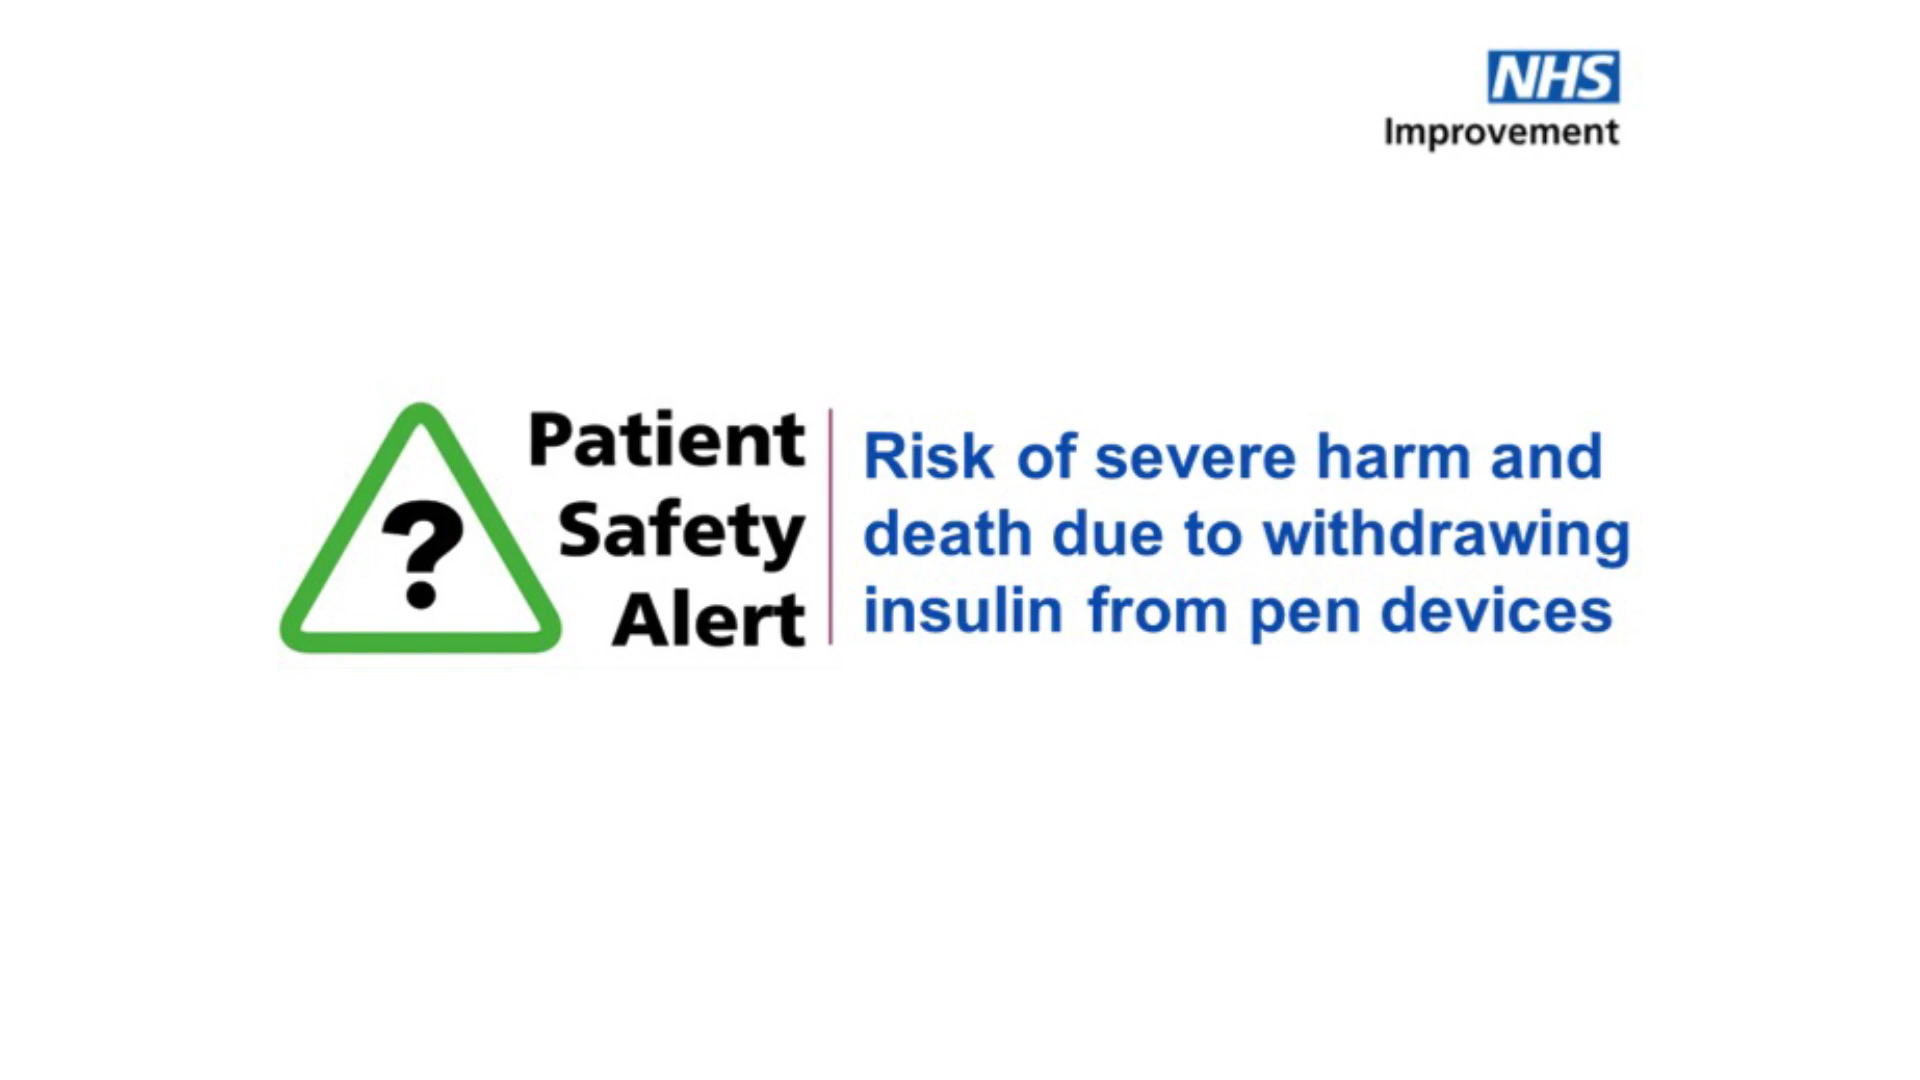 NHS
Improvement
?
Patient
Safety
Alert
Risk of severe harm and
death due to withdrawing
insulin from pen devices